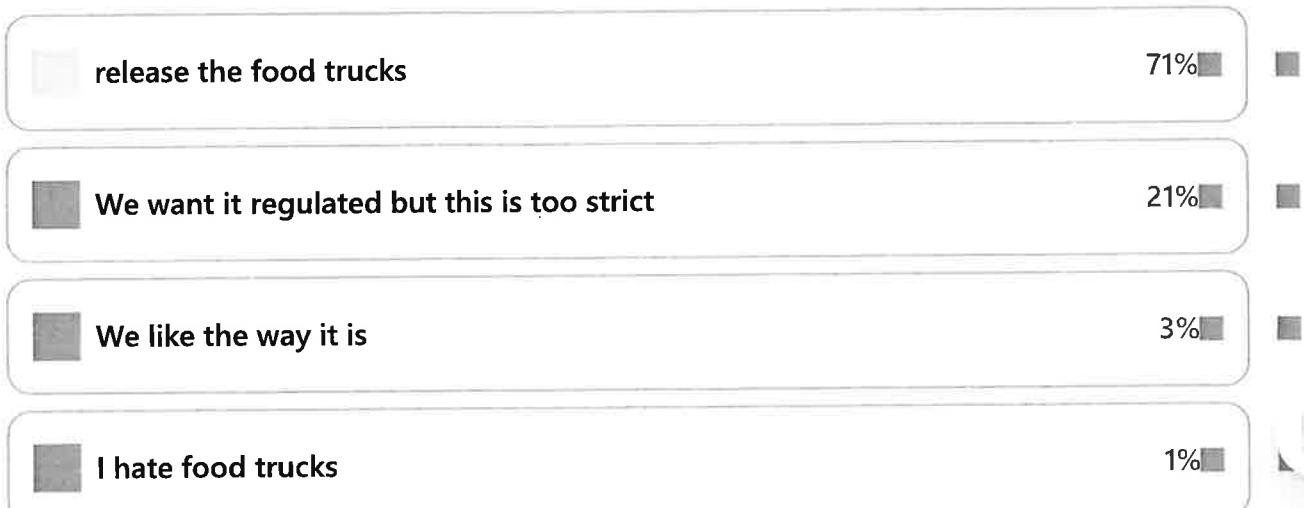 release the food trucks 71%
We want it regulated but this is too strict 21%
We like the way it is 3%
I hate food trucks 1%